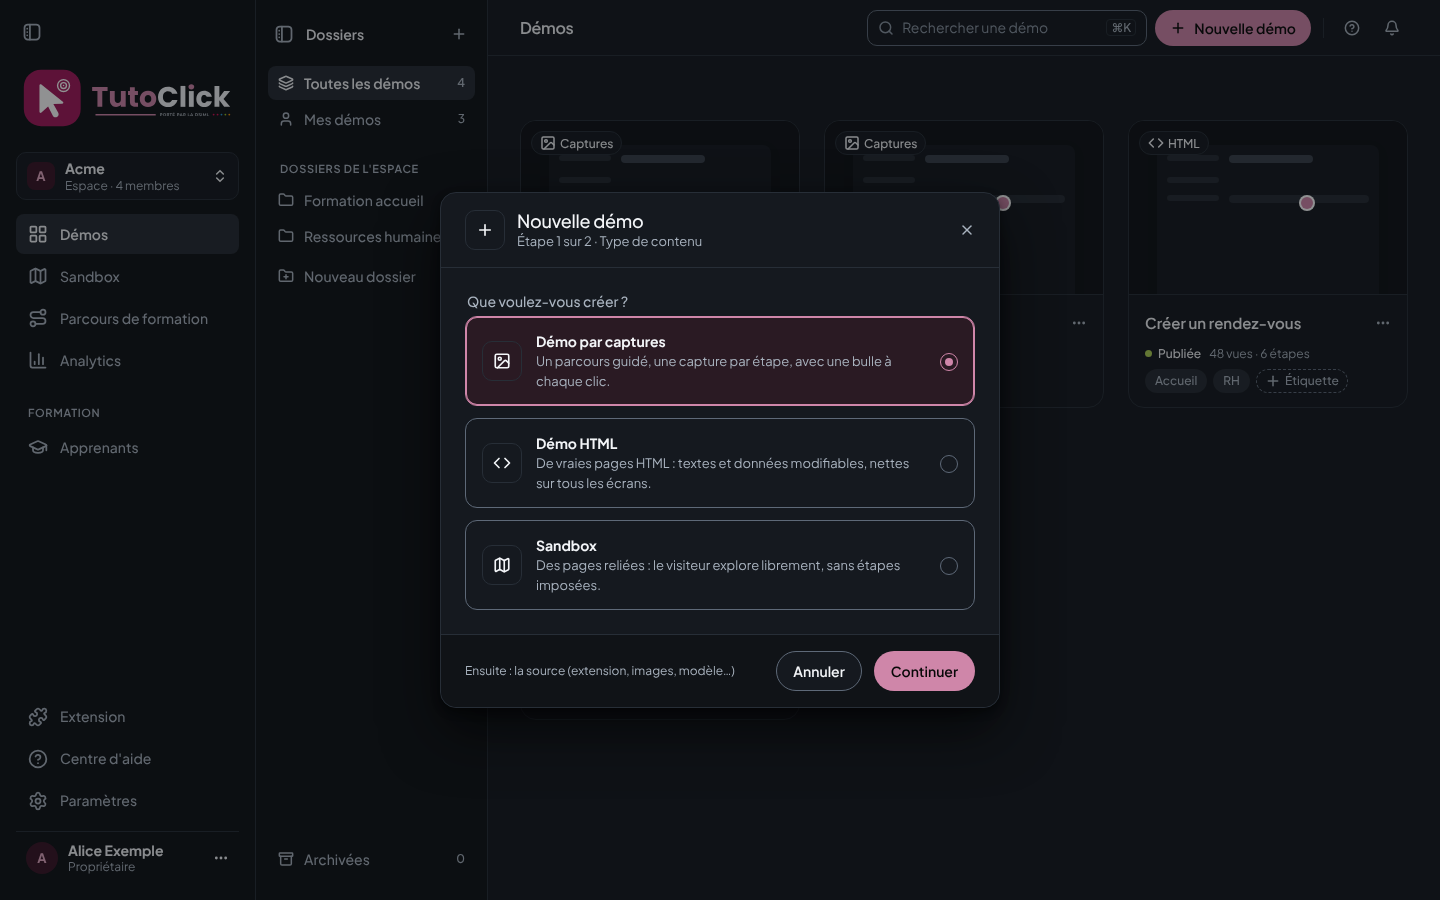 TutoClick
Acme
Espace · 4 membres
A
Démos
Sandbox
Parcours de formation
Analytics
FORMATION
Apprenants
Extension
Centre d'aide
Paramètres
A
Alice Exemple
Propriétaire
Dossiers
Toutes les démos 4
Mes démos 3
DOSSIERS DE L'ESPACE
Formation accueil
Ressources humaine
Nouveau dossier
Archivées 0
Démos
Rechercher une démo ⌘K
Nouvelle démo
Captures
Captures
HTML
Créer un rendez-vous
Publiée 48 vues · 6 étapes
Accueil RH Étiquette
Nouvelle démo
Étape 1 sur 2 · Type de contenu
Que voulez-vous créer ?
Démo par captures
Un parcours guidé, une capture par étape, avec une bulle à
chaque clic.
Démo HTML
De vraies pages HTML : textes et données modifiables, nettes
sur tous les écrans.
Sandbox
Des pages reliées : le visiteur explore librement, sans étapes
imposées.
Ensuite : la source (extension, images, modèle…)
Annuler
Continuer